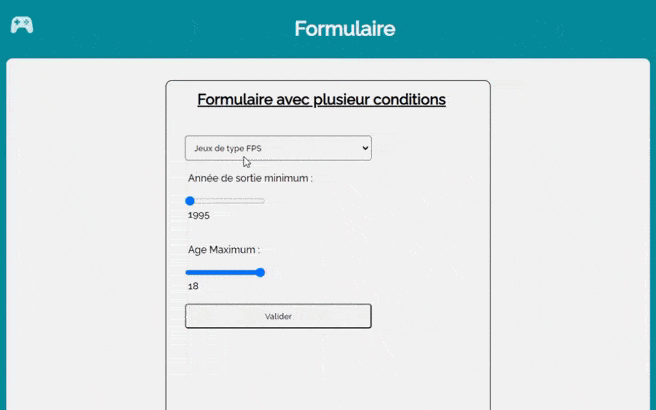 Formulaire
Formulaire avec plusieur conditions
Jeux de type FPS
Année de sortie minimum :
1995
Age Maximum :
18
Valider